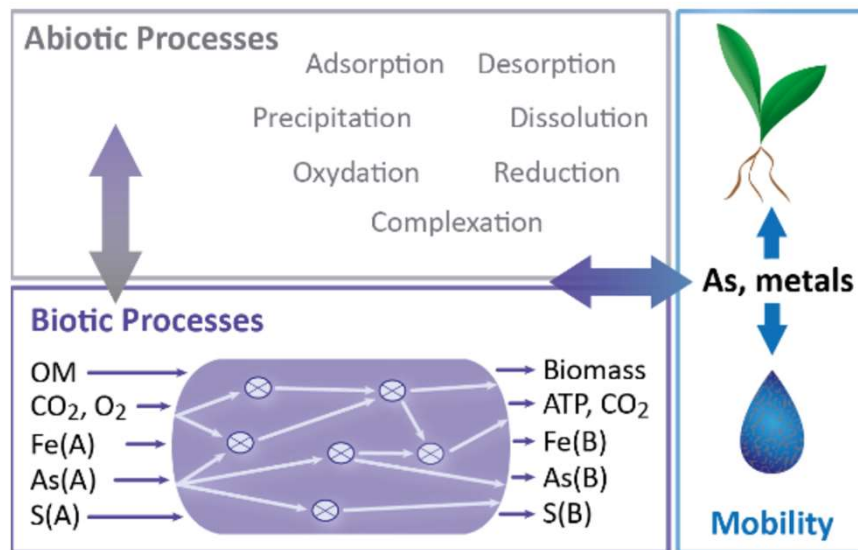 Abiotic Processes
Adsorption Desorption
Precipitation Dissolution
Oxydation Reduction
Complexation
As, metals
Mobility
Biotic Processes
OM
CO₂, O₂
Fe(A)
As(A)
S(A)
Biomass
ATP, CO₂
Fe(B)
As(B)
S(B)